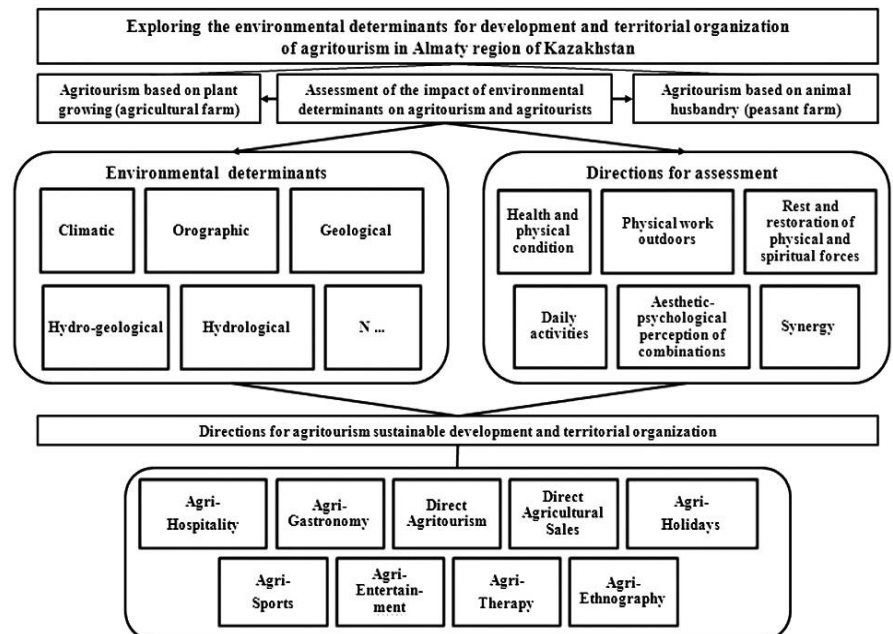 Exploring the environmental determinants for development and territorial organization
of agritourism in Almaty region of Kazakhstan
Agritourism based on plant
growing (agricultural farm)
Assessment of the impact of environmental
determinants on agritourism and agritourists
Agritourism based on animal
husbandry (peasant farm)
Environmental determinants
Climatic
Orographic
Geological
Hydro-geological
Hydrological
N ...
Directions for assessment
Health and
physical
condition
Physical work
outdoors
Rest and
restoration of
physical and
spiritual forces
Daily
activities
Aesthetic-
psychological
perception of
combinations
Synergy
Directions for agritourism sustainable development and territorial organization
Agri-
Hospitality
Agri-
Gastronomy
Direct
Agritourism
Direct
Agricultural
Sales
Agri-
Holidays
Agri-
Sports
Agri-
Entertain-
ment
Agri-
Therapy
Agri-
Ethnography